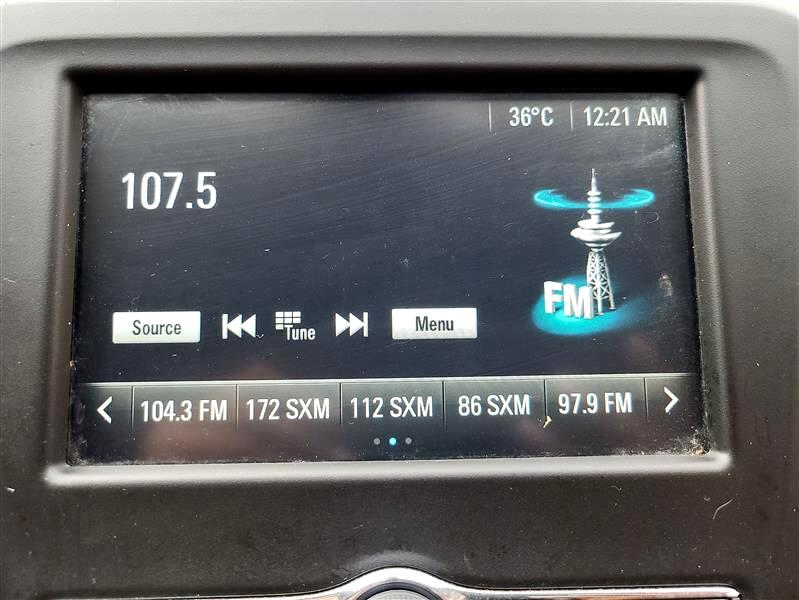 36°C 12:21 AM
107.5
FM
Source Tune Menu
104.3 FM 172 SXM 112 SXM 86 SXM 97.9 FM